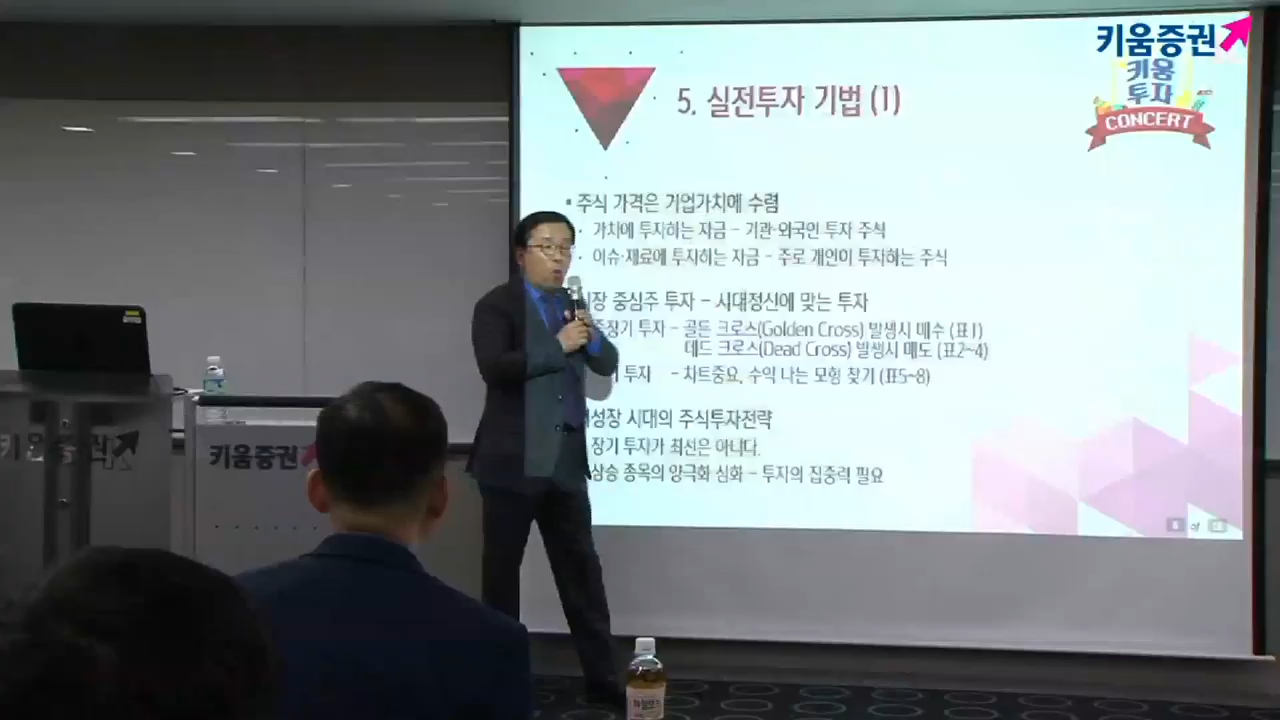 키움증권
키움
투자
CONCERT
5. 실전투자 기법 (1)
주식 가격은 기업가치에 수렴
가치에 투자하는 자금 - 기관·외국인 투자 주식
이슈·재료에 투자하는 자금 - 주로 개인이 투자하는 주식
중심주 투자 - 시대정신에 맞는 투자
투자 - 골든 크로스(Golden Cross) 발생시 매수 (표1)
데드 크로스(Dead Cross) 발생시 매도 (표2~4)
투자 - 차트중요, 수익 나는 모형 찾기 (표5~8)
시대의 주식투자전략
장기 투자가 최선은 아니다.
상승 종목의 양극화 심화 - 투자의 집중력 필요
of
키움증권
키움증권